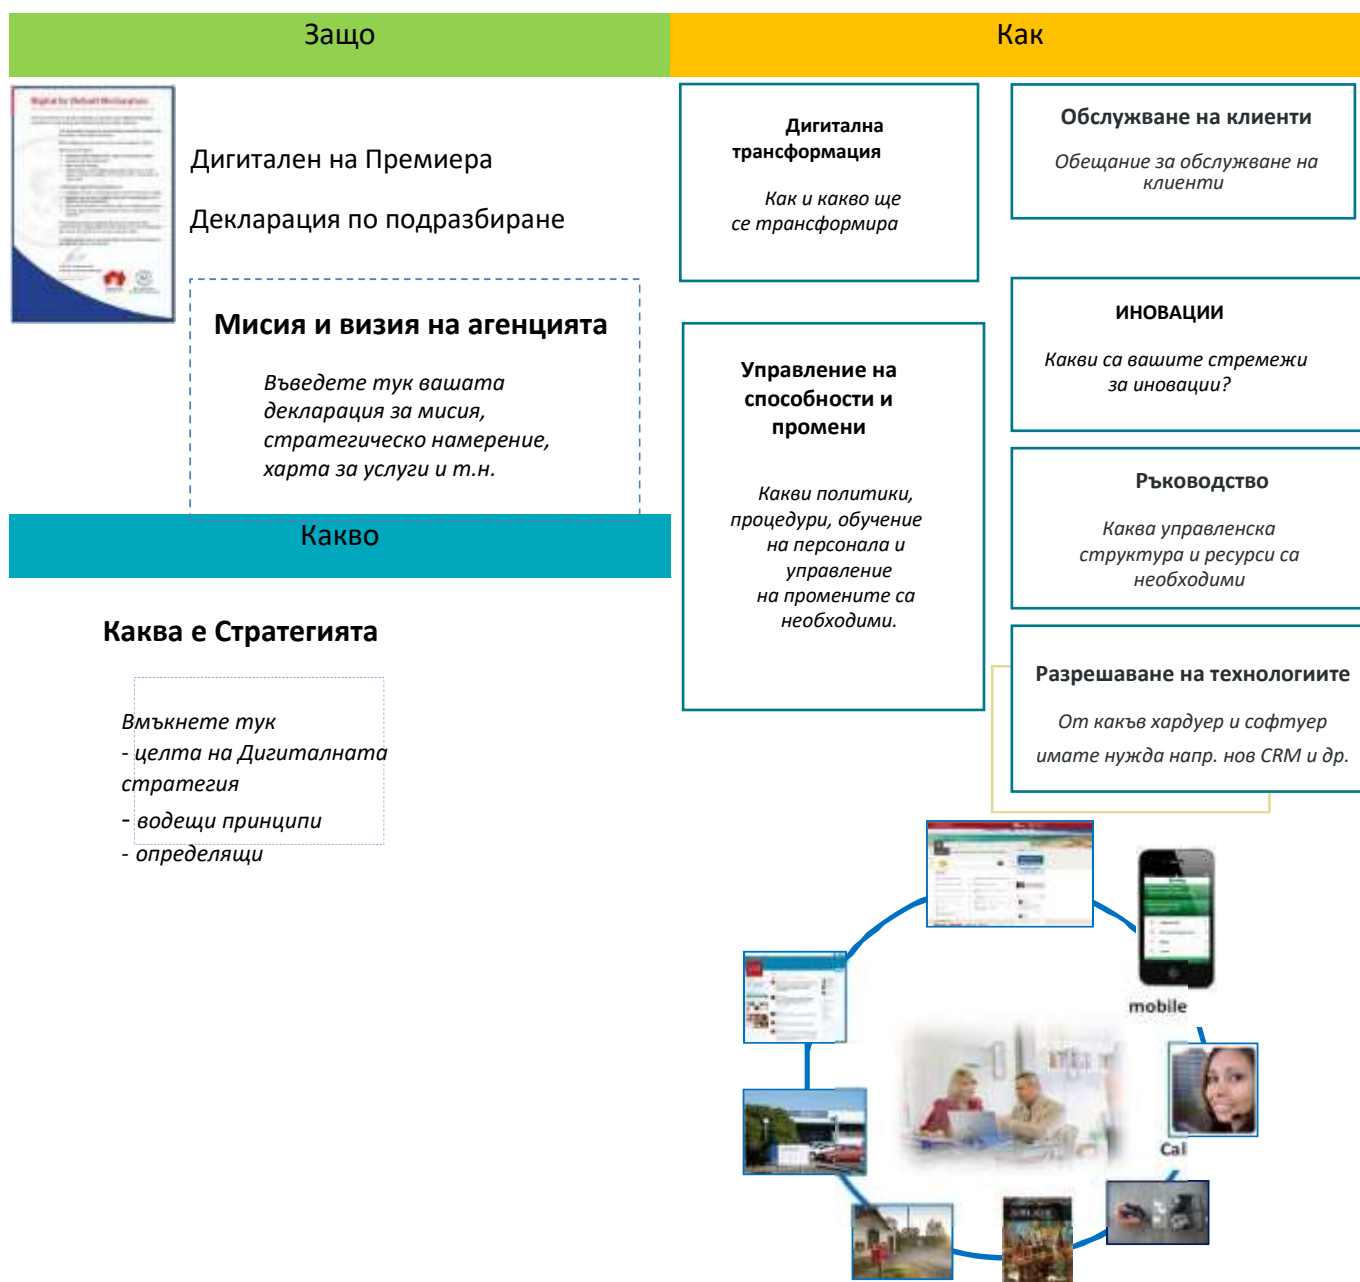 Защо
Дигитален на Премиера
Декларация по подразбиране
Мисия и визия на агенцията
Въведете тук вашата
декларация за мисия,
стратегическо намерение,
харта за услуги и т.н.
Какво
Каква е Стратегията
Вмъкнете тук
- целта на Дигиталната
стратегия
- водещи принципи
- определящи
Как
Дигитална
трансформация
Как и какво ще
се трансформира
Обслужване на клиенти
Обещание за обслужване на
клиенти
Управление на
способности и
промени
Какви политики,
процедури, обучение
на персонала и
управление
на промените са
необходими.
ИНОВАЦИИ
Какви са вашите стремежи
за иновации?
Ръководство
Каква управленска
структура и ресурси са
необходими
Разрешаване на технологиите
От какъв хардуер и софтуер
имате нужда напр. нов CRM и др.
mobile
Cal